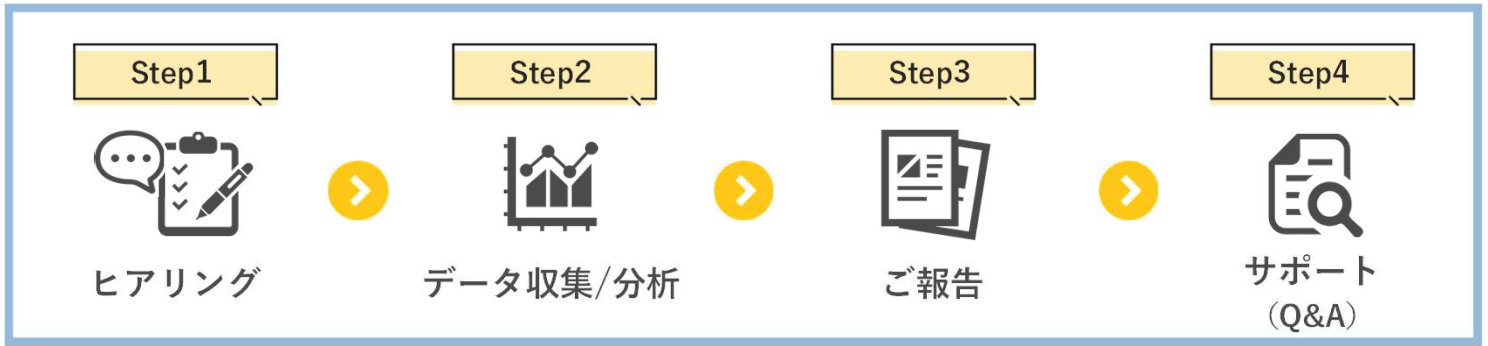 Step1
Step2
Step3
Step4
ヒアリング
データ収集/分析
ご報告
サポート
（Q&A）